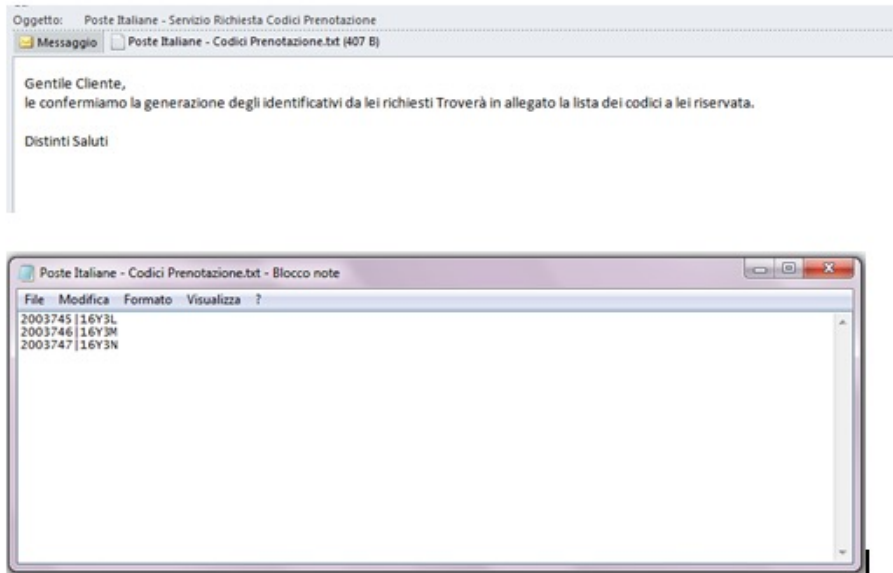 Oggetto: Poste Italiane - Servizio Richiesta Codici Prenotazione
Messaggio Poste Italiane - Codici Prenotazione.txt (407 B)
Gentile Cliente,
le confermiamo la generazione degli identificativi da lei richiesti Troverà in allegato la lista dei codici a lei riservata.
Distinti Saluti
Poste Italiane - Codici Prenotazione.txt - Blocco note
File Modifica Formato Visualizza ?
2003745|16Y3L
2003746|16Y3M
2003747|16Y3N